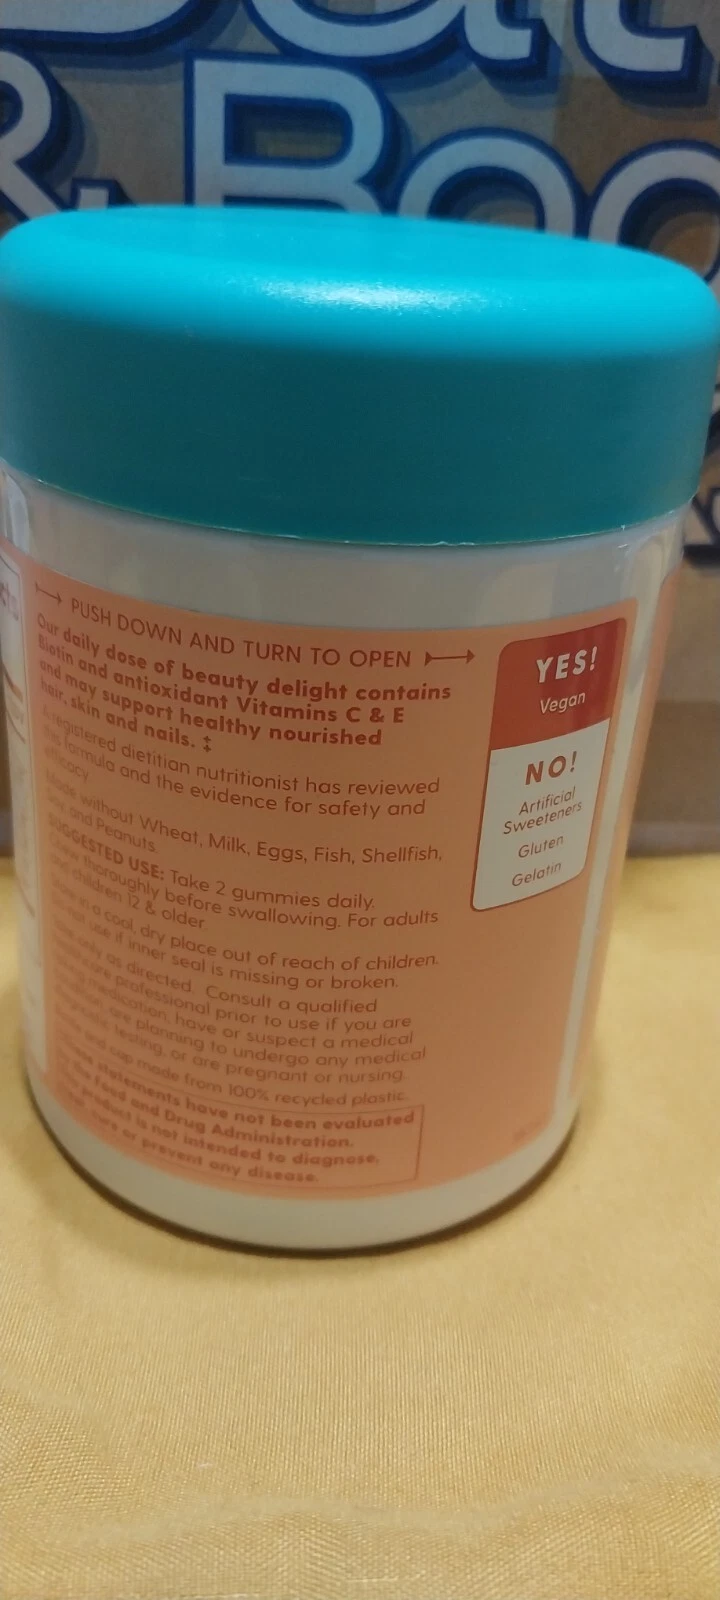 & Boo
PUSH DOWN AND TURN TO OPEN
Our daily dose of beauty delight contains
Biotin and antioxidant Vitamins C & E
and may support healthy nourished
hair, skin and nails. ‡
A registered dietitian nutritionist has reviewed
this formula and the evidence for safety and
efficacy
Made without Wheat, Milk, Eggs, Fish, Shellfish,
Soy and Peanuts.
SUGGESTED USE: Take 2 gummies daily.
Chew thoroughly before swallowing. For adults
and children 12 & older
Store in a cool, dry place out of reach of children.
Do not use if inner seal is missing or broken.
Use only as directed. Consult a qualified
healthcare professional prior to use if you are
medication, have or suspect a medical
are planning to undergo any medical
testing, or are pregnant or nursing.
and cap made from 100% recycled plastic.
These statements have not been evaluated
the Food and Drug Administration.
This product is not intended to diagnose,
cure or prevent any disease.
YES!
Vegan
NO!
Artificial
Sweeteners
Gluten
Gelatin